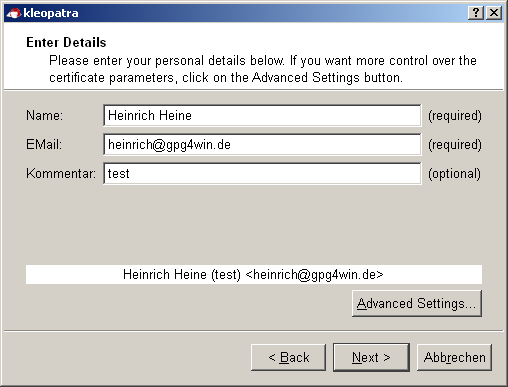 kleopatra
Enter Details
Please enter your personal details below. If you want more control over the
certificate parameters, click on the Advanced Settings button.
Name: Heinrich Heine (required)
EMail: heinrich@gpg4win.de (required)
Kommentar: test (optional)
Heinrich Heine (test) <heinrich@gpg4win.de>
Advanced Settings...
< Back Next > Abbrechen